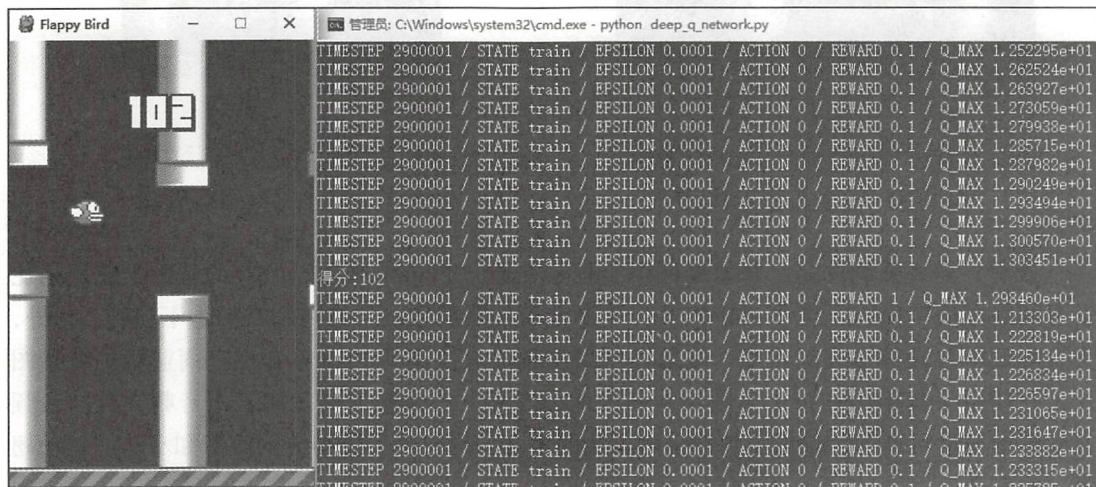 Flappy Bird
102
管理员: C:\Windows\system32\cmd.exe - python deep_q_network.py
TIMESTEP 2900001 / STATE train / EPSILON 0.0001 / ACTION 0 / REWARD 0.1 / Q_MAX 1.252295e+01
TIMESTEP 2900001 / STATE train / EPSILON 0.0001 / ACTION 0 / REWARD 0.1 / Q_MAX 1.262524e+01
TIMESTEP 2900001 / STATE train / EPSILON 0.0001 / ACTION 0 / REWARD 0.1 / Q_MAX 1.263927e+01
TIMESTEP 2900001 / STATE train / EPSILON 0.0001 / ACTION 0 / REWARD 0.1 / Q_MAX 1.273059e+01
TIMESTEP 2900001 / STATE train / EPSILON 0.0001 / ACTION 0 / REWARD 0.1 / Q_MAX 1.279938e+01
TIMESTEP 2900001 / STATE train / EPSILON 0.0001 / ACTION 0 / REWARD 0.1 / Q_MAX 1.285715e+01
TIMESTEP 2900001 / STATE train / EPSILON 0.0001 / ACTION 0 / REWARD 0.1 / Q_MAX 1.287982e+01
TIMESTEP 2900001 / STATE train / EPSILON 0.0001 / ACTION 0 / REWARD 0.1 / Q_MAX 1.290249e+01
TIMESTEP 2900001 / STATE train / EPSILON 0.0001 / ACTION 0 / REWARD 0.1 / Q_MAX 1.293494e+01
TIMESTEP 2900001 / STATE train / EPSILON 0.0001 / ACTION 0 / REWARD 0.1 / Q_MAX 1.299906e+01
TIMESTEP 2900001 / STATE train / EPSILON 0.0001 / ACTION 0 / REWARD 0.1 / Q_MAX 1.300570e+01
TIMESTEP 2900001 / STATE train / EPSILON 0.0001 / ACTION 0 / REWARD 0.1 / Q_MAX 1.303451e+01
得分:102
TIMESTEP 2900001 / STATE train / EPSILON 0.0001 / ACTION 0 / REWARD 1 / Q_MAX 1.298460e+01
TIMESTEP 2900001 / STATE train / EPSILON 0.0001 / ACTION 1 / REWARD 0.1 / Q_MAX 1.213303e+01
TIMESTEP 2900001 / STATE train / EPSILON 0.0001 / ACTION 0 / REWARD 0.1 / Q_MAX 1.222819e+01
TIMESTEP 2900001 / STATE train / EPSILON 0.0001 / ACTION 0 / REWARD 0.1 / Q_MAX 1.225134e+01
TIMESTEP 2900001 / STATE train / EPSILON 0.0001 / ACTION 0 / REWARD 0.1 / Q_MAX 1.226834e+01
TIMESTEP 2900001 / STATE train / EPSILON 0.0001 / ACTION 0 / REWARD 0.1 / Q_MAX 1.226597e+01
TIMESTEP 2900001 / STATE train / EPSILON 0.0001 / ACTION 0 / REWARD 0.1 / Q_MAX 1.231065e+01
TIMESTEP 2900001 / STATE train / EPSILON 0.0001 / ACTION 0 / REWARD 0.1 / Q_MAX 1.231647e+01
TIMESTEP 2900001 / STATE train / EPSILON 0.0001 / ACTION 0 / REWARD 0.1 / Q_MAX 1.233882e+01
TIMESTEP 2900001 / STATE train / EPSILON 0.0001 / ACTION 0 / REWARD 0.1 / Q_MAX 1.233315e+01